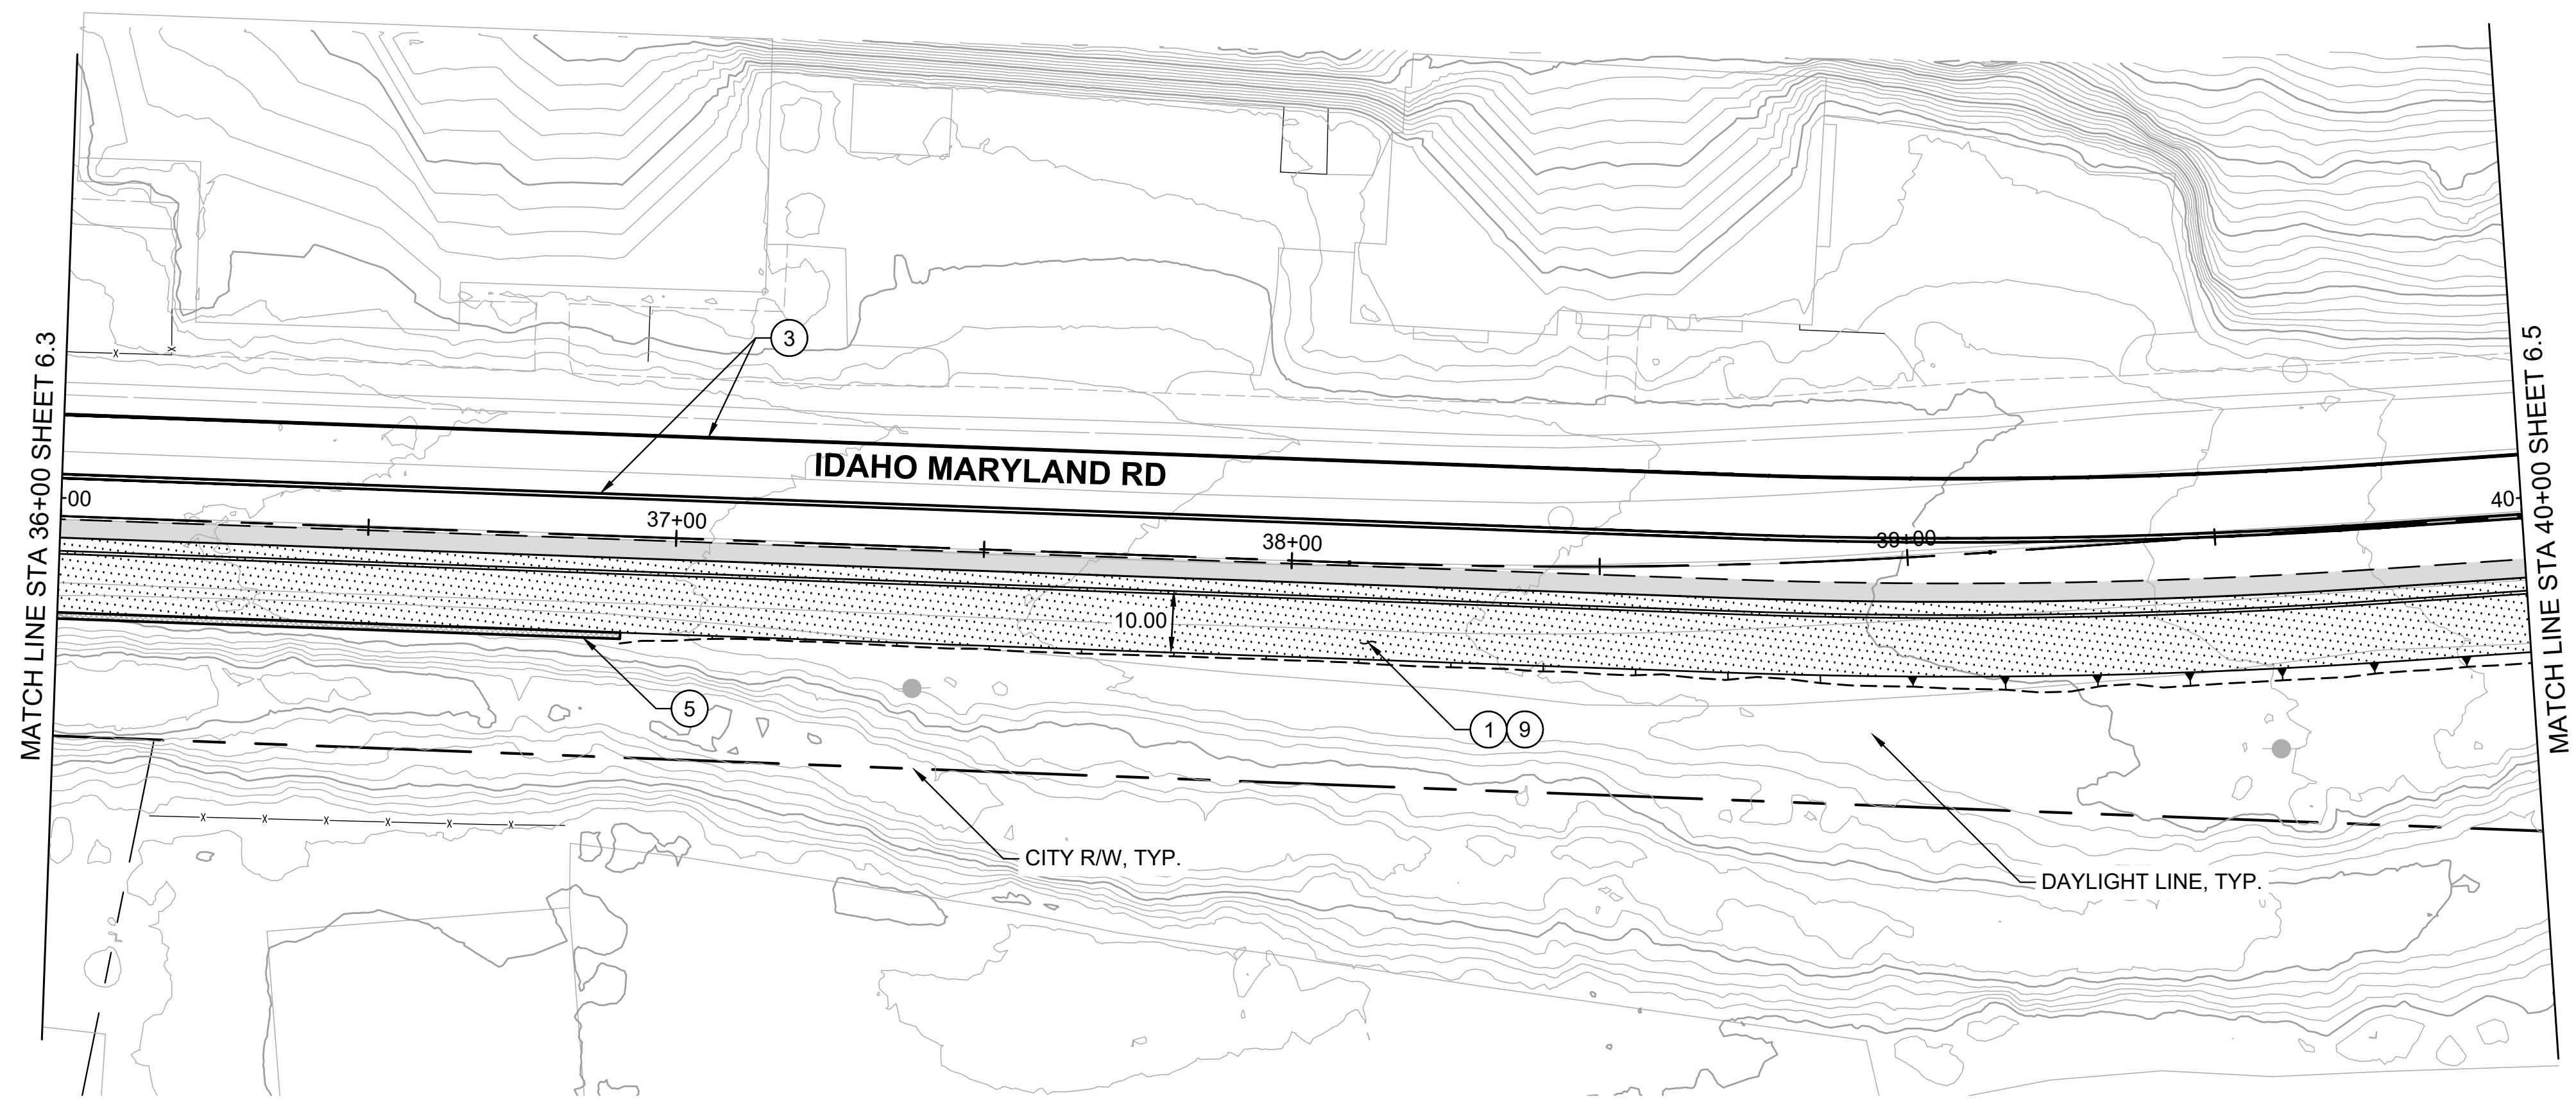 MATCH LINE STA 36+00 SHEET 6.3
MATCH LINE STA 40+00 SHEET 6.5
3
IDAHO MARYLAND RD
-00
37+00
38+00
39+00
40+
10.00
5
1 9
CITY R/W, TYP.
DAYLIGHT LINE, TYP.
x x
x x x x x x